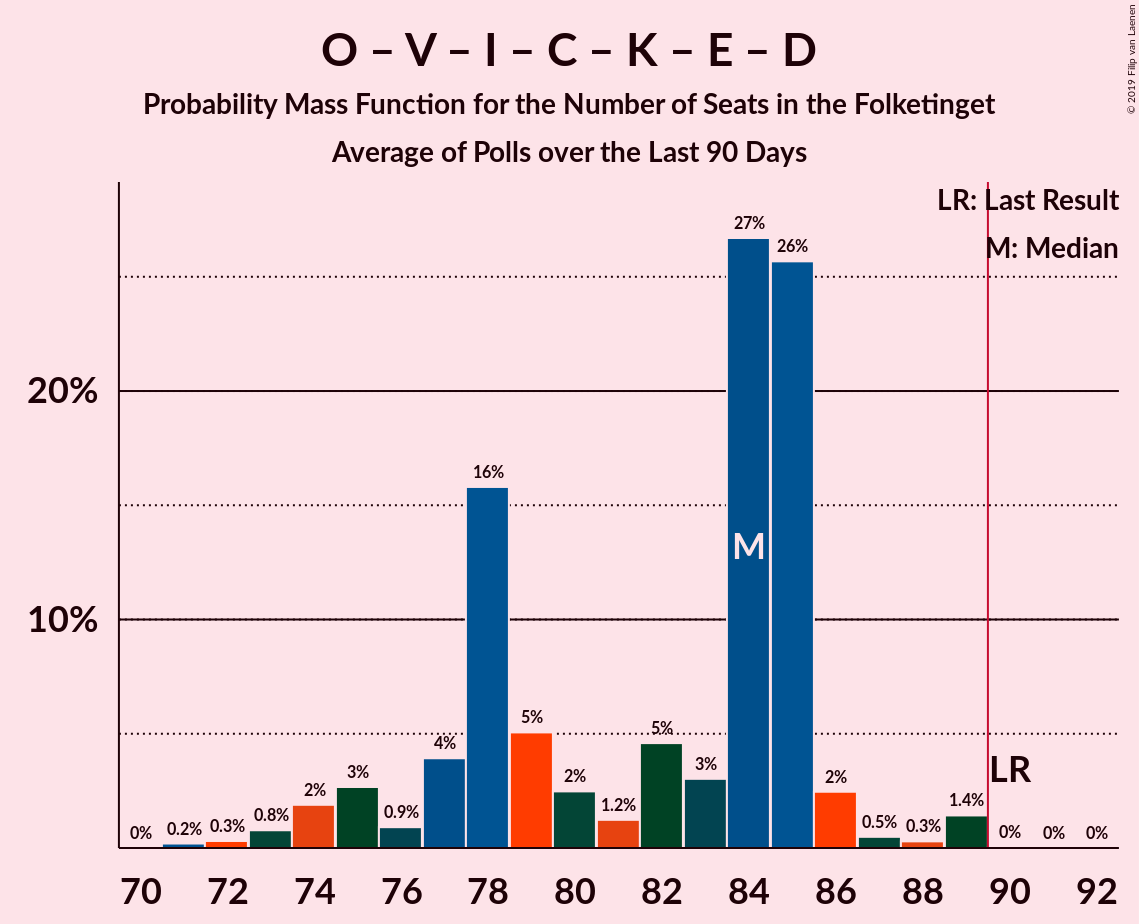 O – V – I – C – K – E – D
Probability Mass Function for the Number of Seats in the Folketinget
Average of Polls over the Last 90 Days
© 2019 Filip van Laenen
LR: Last Result
M: Median
27%
26%
20%
16%
M
10%
5%
5%
4%
3%
3%
2%
2%
2%
LR
1.4%
1.2%
0.9%
0.8%
0.5%
0.3%
0.3%
0.2%
0%
0%
0%
0%
70 72 74 76 78 80 82 84 86 88 90 92